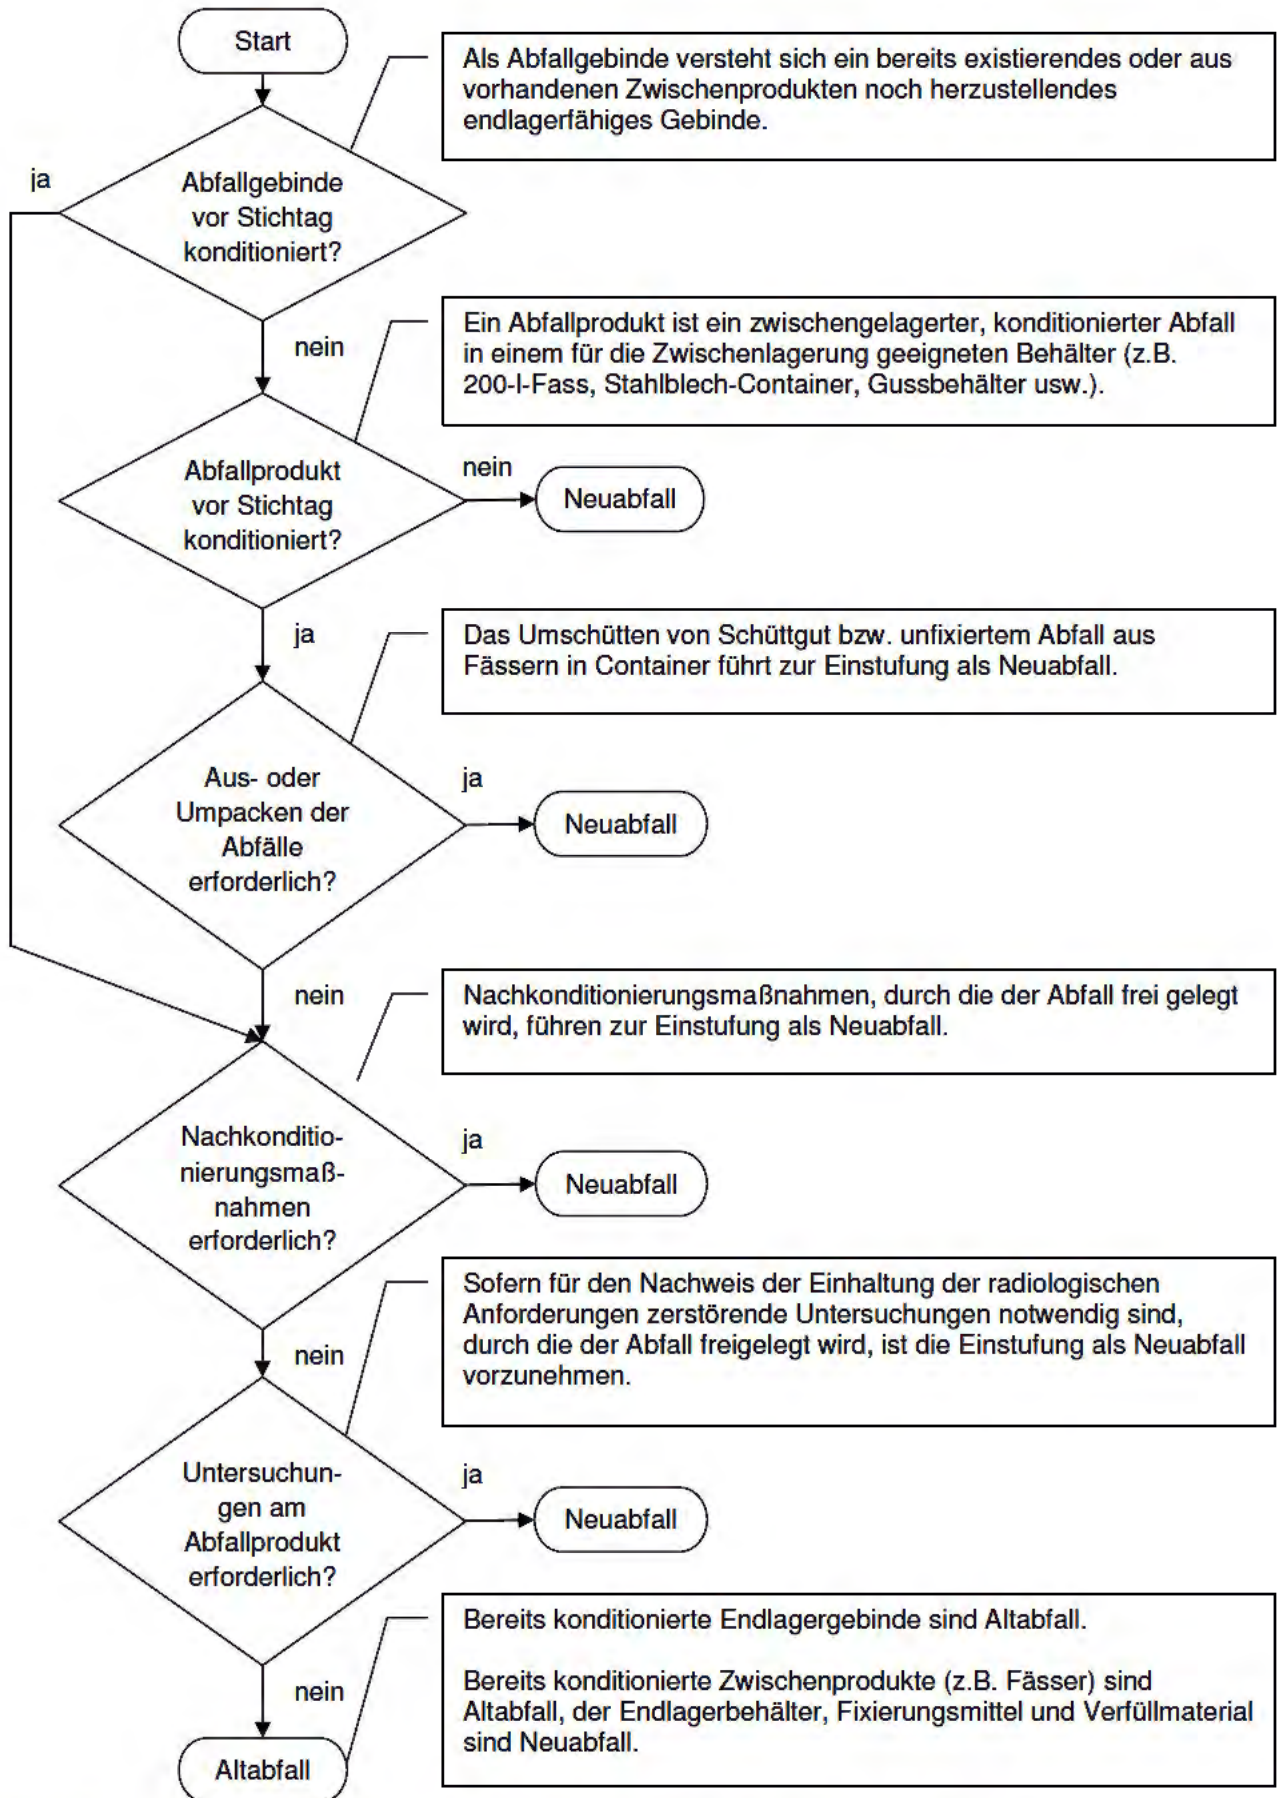 Start
Als Abfallgebinde versteht sich ein bereits existierendes oder aus
vorhandenen Zwischenprodukten noch herzustellendes
endlagerfähiges Gebinde.
ja
Abfallgebinde
vor Stichtag
konditioniert?
nein
Ein Abfallprodukt ist ein zwischengelagerter, konditionierter Abfall
in einem für die Zwischenlagerung geeigneten Behälter (z.B.
200-l-Fass, Stahlblech-Container, Gussbehälter usw.).
Abfallprodukt
vor Stichtag
konditioniert?
nein
Neuabfall
ja
Das Umschütten von Schüttgut bzw. unfixiertem Abfall aus
Fässern in Container führt zur Einstufung als Neuabfall.
Aus- oder
Umpacken der
Abfälle
erforderlich?
ja
Neuabfall
nein
Nachkonditionierungsmaßnahmen, durch die der Abfall frei gelegt
wird, führen zur Einstufung als Neuabfall.
Nachkonditio-
nierungsmaß-
nahmen
erforderlich?
ja
Neuabfall
nein
Sofern für den Nachweis der Einhaltung der radiologischen
Anforderungen zerstörende Untersuchungen notwendig sind,
durch die der Abfall freigelegt wird, ist die Einstufung als Neuabfall
vorzunehmen.
Untersuchun-
gen am
Abfallprodukt
erforderlich?
ja
Neuabfall
nein
Bereits konditionierte Endlagergebinde sind Altabfall.
Bereits konditionierte Zwischenprodukte (z.B. Fässer) sind
Altabfall, der Endlagerbehälter, Fixierungsmittel und Verfüllmaterial
sind Neuabfall.
Altabfall